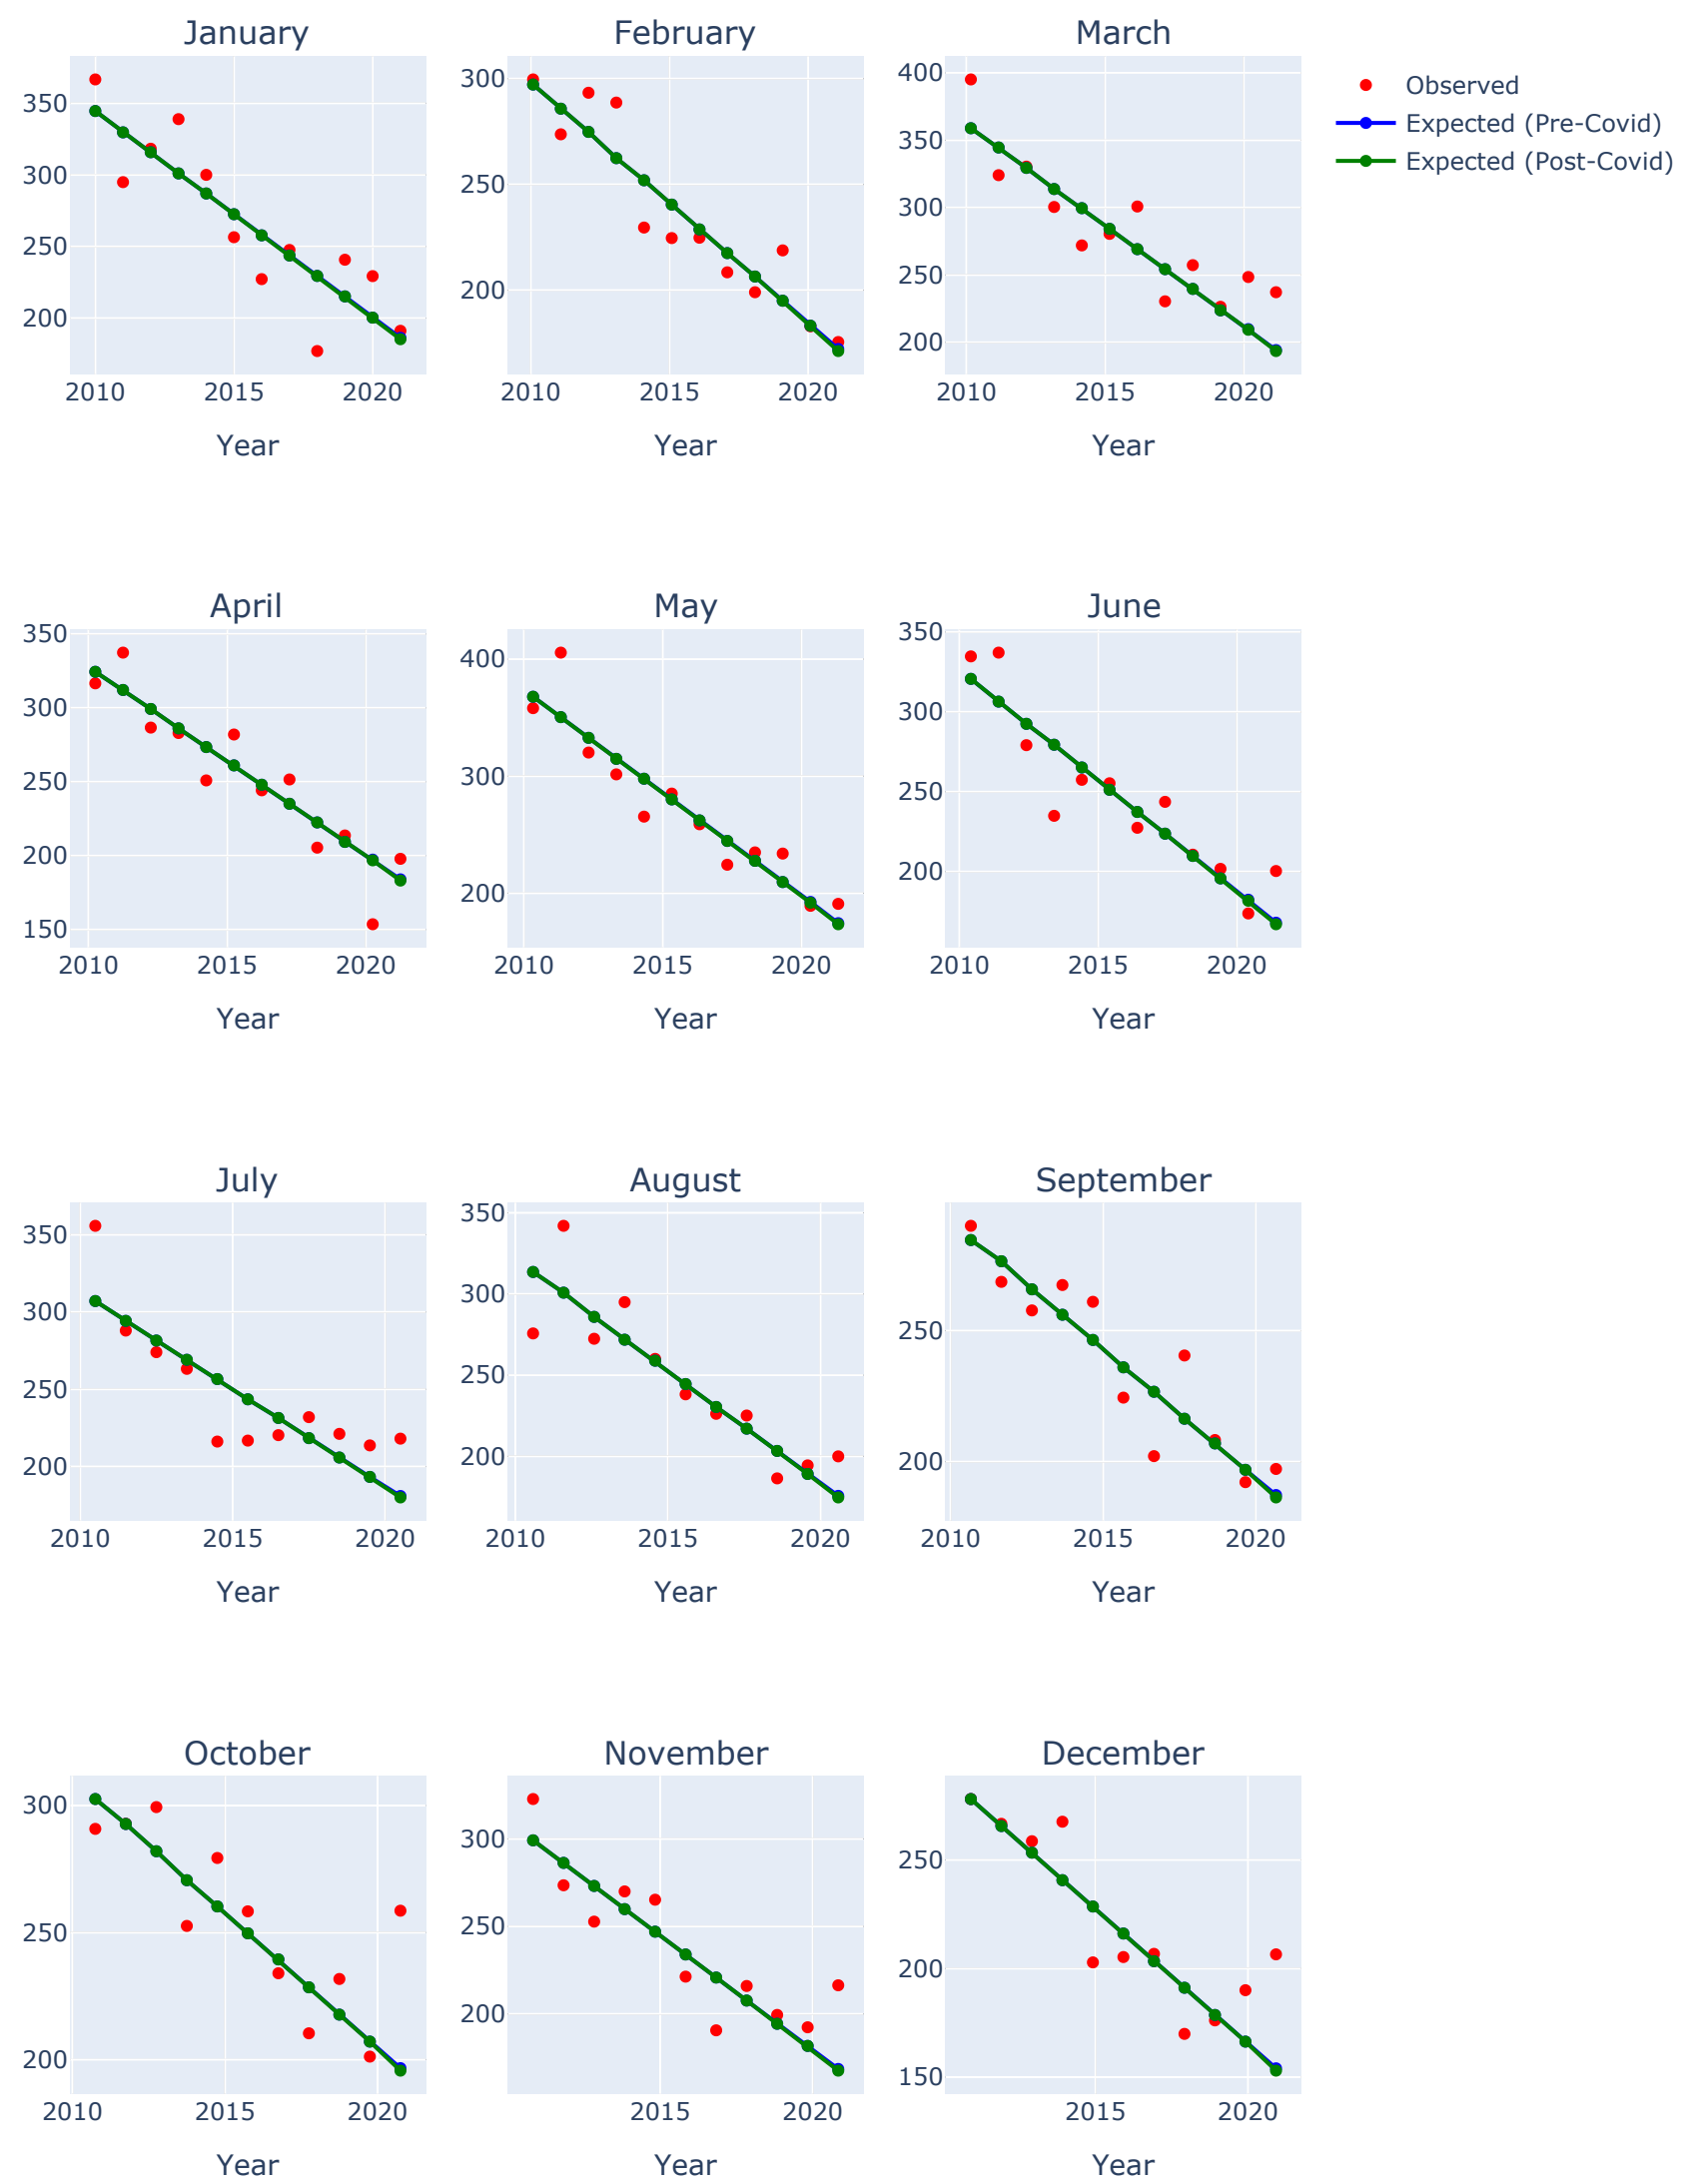 January
February
March
350
300
250
200
2010
2015
2020
Year
300
250
200
2010
2015
2020
Year
400
350
300
250
200
2010
2015
2020
Year
Observed
Expected (Pre-Covid)
Expected (Post-Covid)
April
May
June
350
300
250
200
150
2010
2015
2020
Year
400
300
200
2010
2015
2020
Year
350
300
250
200
2010
2015
2020
Year
July
August
September
350
300
250
200
2010
2015
2020
Year
350
300
250
200
2010
2015
2020
Year
250
200
2010
2015
2020
Year
October
November
December
300
250
200
2010
2015
2020
Year
300
250
200
2015
2020
Year
250
200
150
2015
2020
Year